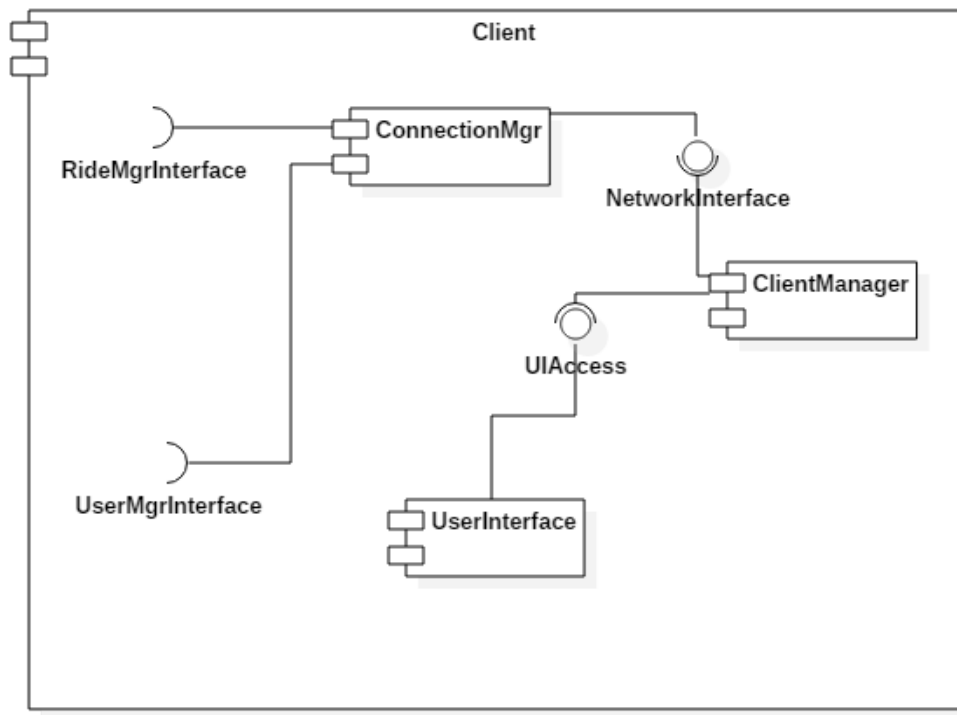 Client
ConnectionMgr
RideMgrInterface
NetworkInterface
ClientManager
UIAccess
UserMgrInterface
UserInterface